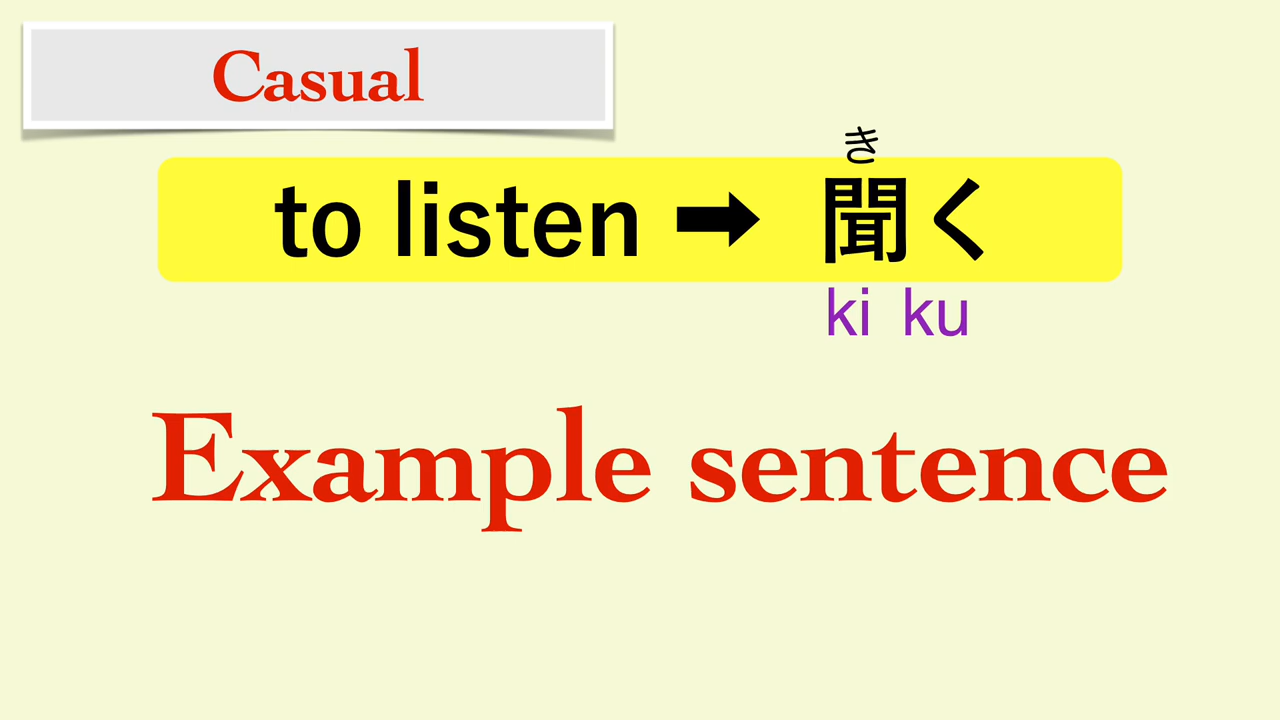 Casual
き
to listen ➡ 聞く
ki ku
Example sentence